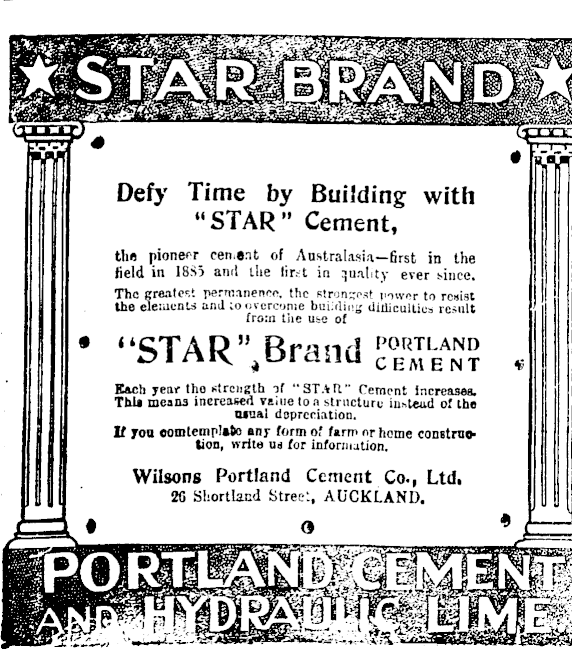 STAR BRAND
Defy Time by Building with
"STAR" Cement,
the pioneer cement of Australasia—first in the
field in 1885 and the first in quality ever since.
The greatest permanence, the strongest power to resist
the elements and to overcome building difficulties result
from the use of
"STAR" Brand PORTLAND
CEMENT
Each year the strength of "STAR" Cement increases.
This means increased value to a structure instead of the
usual depreciation.
If you comtemplate any form of farm or home construc-
tion, write us for information.
Wilsons Portland Cement Co., Ltd.
26 Shortland Street, AUCKLAND.
PORTLAND CEMENT
AND HYDRAULIC LIME